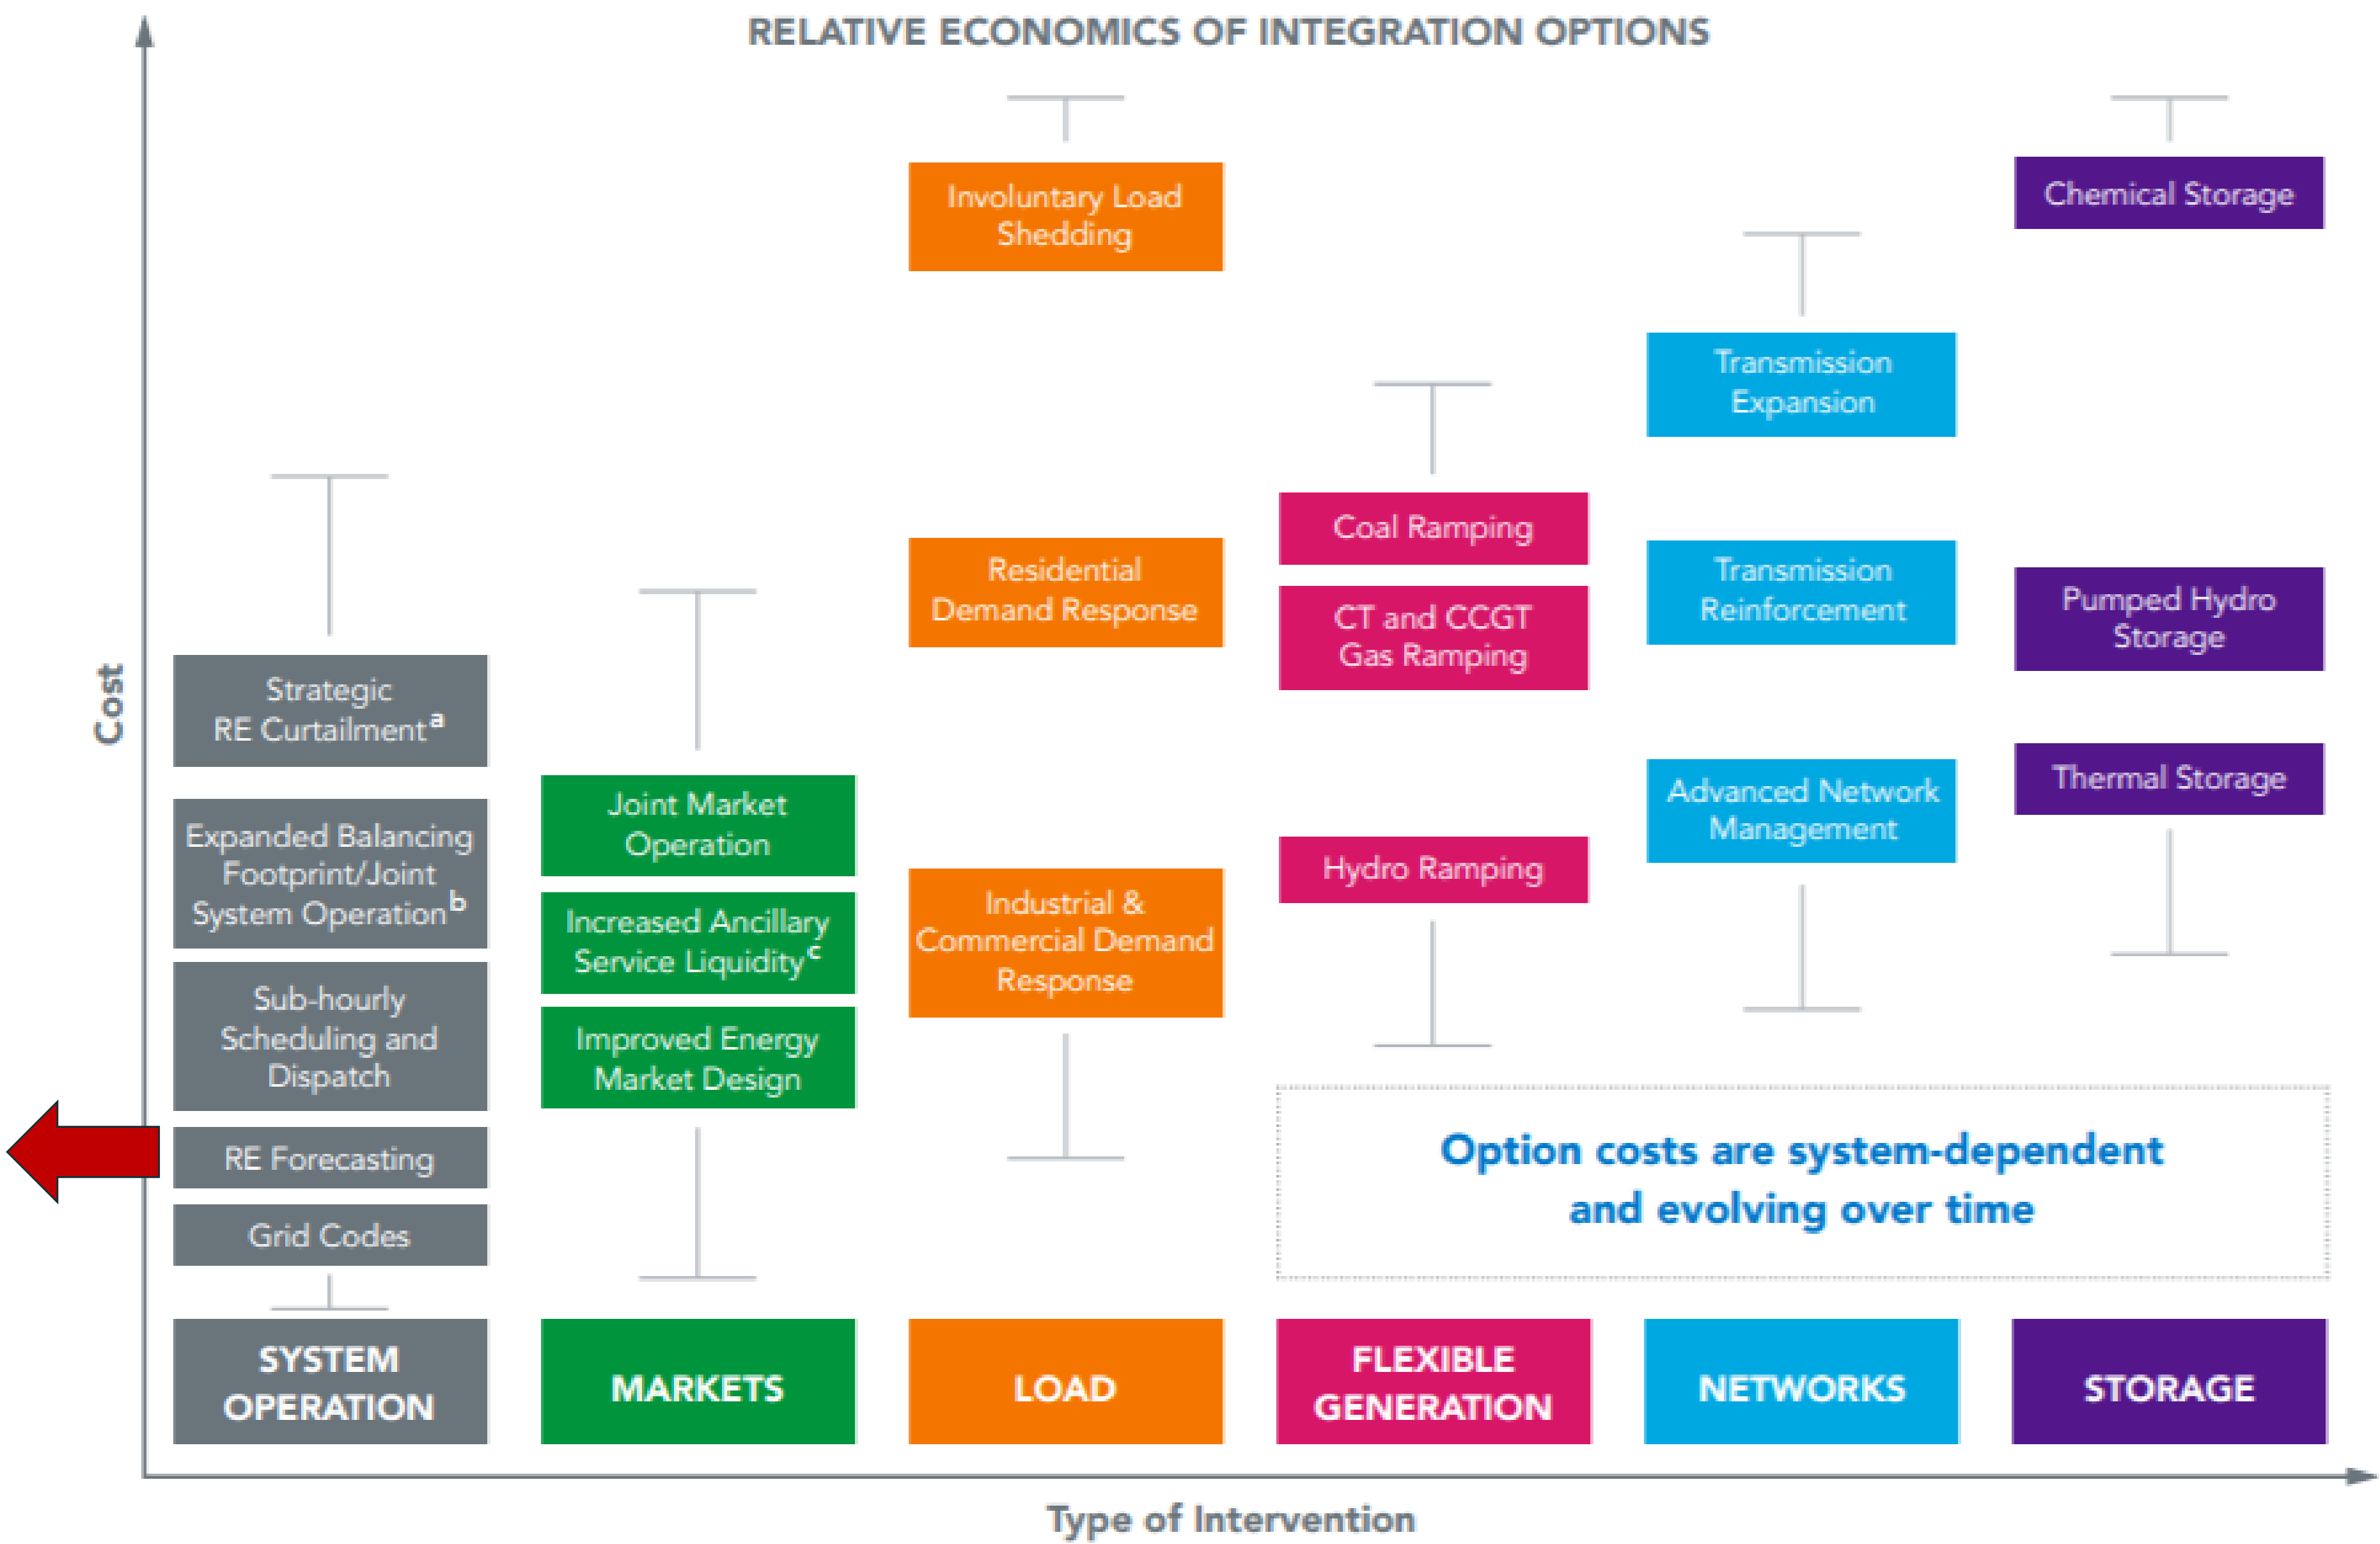 RELATIVE ECONOMICS OF INTEGRATION OPTIONS
Cost
Strategic
RE Curtailment a
Expanded Balancing
Footprint/Joint
System Operation b
Sub-hourly
Scheduling and
Dispatch
RE Forecasting
Grid Codes
SYSTEM
OPERATION
Joint Market
Operation
Increased Ancillary
Service Liquidity c
Improved Energy
Market Design
MARKETS
Involuntary Load
Shedding
Residential
Demand Response
Industrial &
Commercial Demand
Response
LOAD
Coal Ramping
CT and CCGT
Gas Ramping
Hydro Ramping
FLEXIBLE
GENERATION
Transmission
Expansion
Transmission
Reinforcement
Advanced Network
Management
NETWORKS
Chemical Storage
Pumped Hydro
Storage
Thermal Storage
STORAGE
Option costs are system-dependent
and evolving over time
Type of Intervention